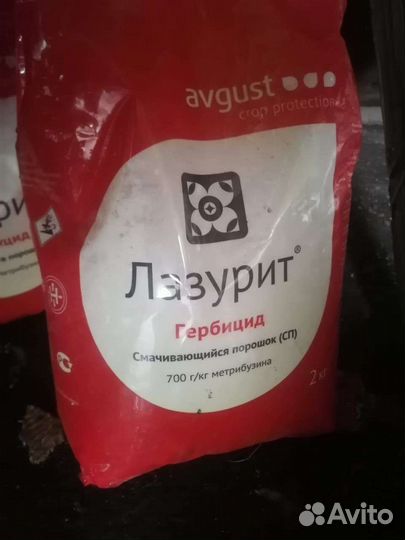 avgust
crop protection
Лазурит®
Гербицид
Смачивающийся порошок (СП)
700 г/кг метрибузина
2 кг
Avito